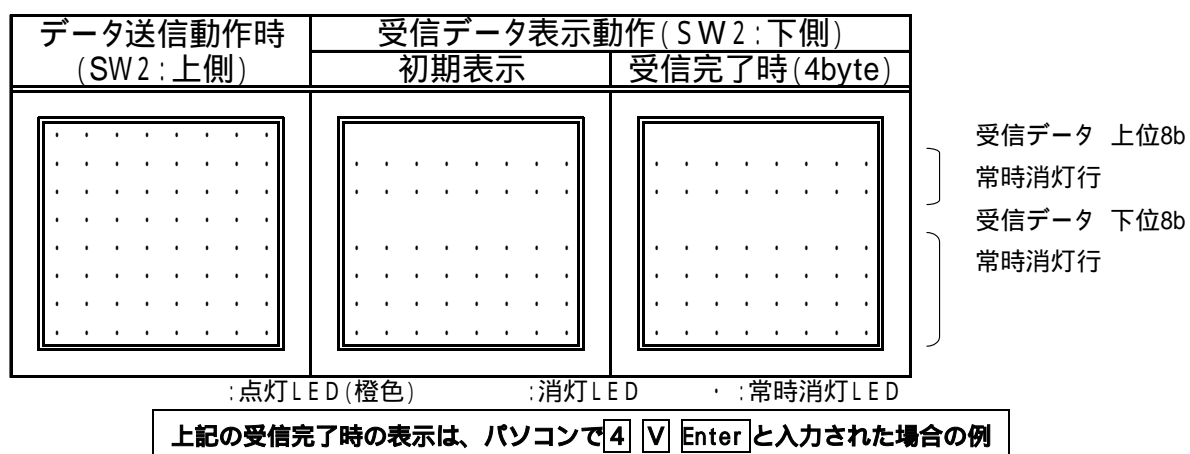 データ送信動作時
(SW2:上側)
受信データ表示動作(SW2:下側)
初期表示
受信完了時(4byte)
受信データ 上位8b
常時消灯行
受信データ 下位8b
常時消灯行
:点灯LED(橙色) :消灯LED ・:常時消灯LED
上記の受信完了時の表示は、パソコンで 4 V Enter と入力された場合の例